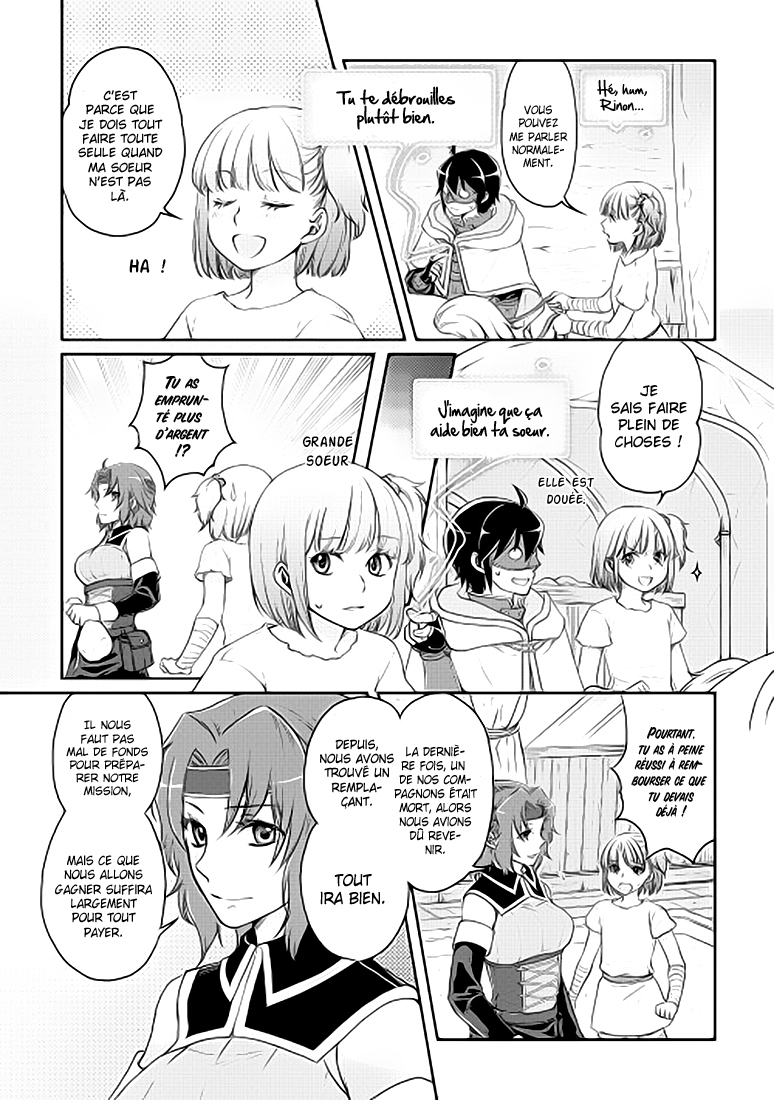 Hé, hum,
Rinon...
VOUS
POUVEZ
ME PARLER
NORMALE-
MENT.
Tu te débrouilles
plutôt bien.
C'EST
PARCE QUE
JE DOIS TOUT
FAIRE TOUTE
SEULE QUAND
MA SOEUR
N'EST PAS
LÀ.
HA !
JE
SAIS FAIRE
PLEIN DE
CHOSES !
J'imagine que ça
aide bien ta soeur.
ELLE EST
DOUÉE.
GRANDE
SOEUR
TU AS
EMPRUN-
TÉ PLUS
D'ARGENT
!?
POURTANT,
TU AS À PEINE
RÉUSSI À REM-
BOURSER CE QUE
TU DEVAIS
DÉJÀ !
LA DERNIÈ-
RE FOIS, UN
DE NOS COM-
PAGNONS ÉTAIT
MORT, ALORS
NOUS AVIONS
DÛ REVE-
NIR.
DEPUIS,
NOUS AVONS
TROUVÉ UN
REMPLA-
ÇANT.
TOUT
IRA BIEN.
IL NOUS
FAUT PAS
MAL DE FONDS
POUR PRÉPA-
RER NOTRE
MISSION,
MAIS CE QUE
NOUS ALLONS
GAGNER SUFFIRA
LARGEMENT
POUR TOUT
PAYER.